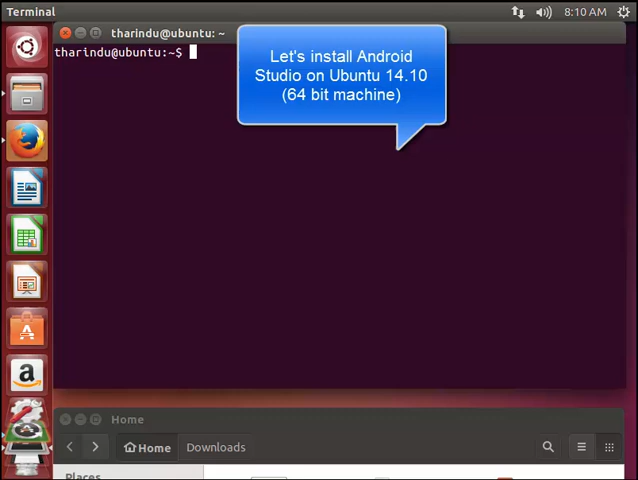 Terminal
8:10 AM
tharindu@ubuntu: ~
tharindu@ubuntu:~$
Let's install Android
Studio on Ubuntu 14.10
(64 bit machine)
a
Home
Home
Downloads
Places